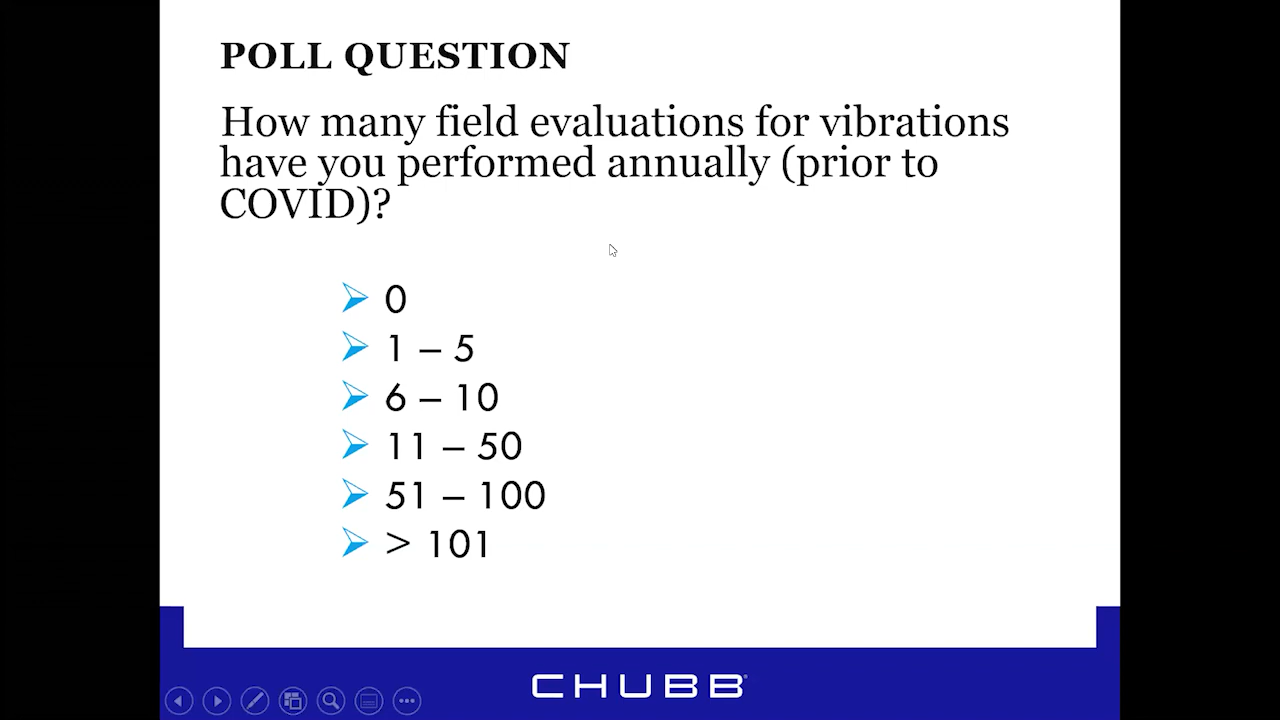 POLL QUESTION
How many field evaluations for vibrations
have you performed annually (prior to
COVID)?
0
1 – 5
6 – 10
11 – 50
51 – 100
> 101
CHUBB